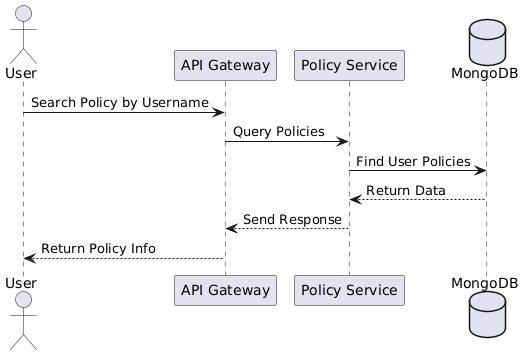 User
API Gateway
Policy Service
MongoDB
Search Policy by Username
Query Policies
Find User Policies
Return Data
Send Response
Return Policy Info
User
API Gateway
Policy Service
MongoDB